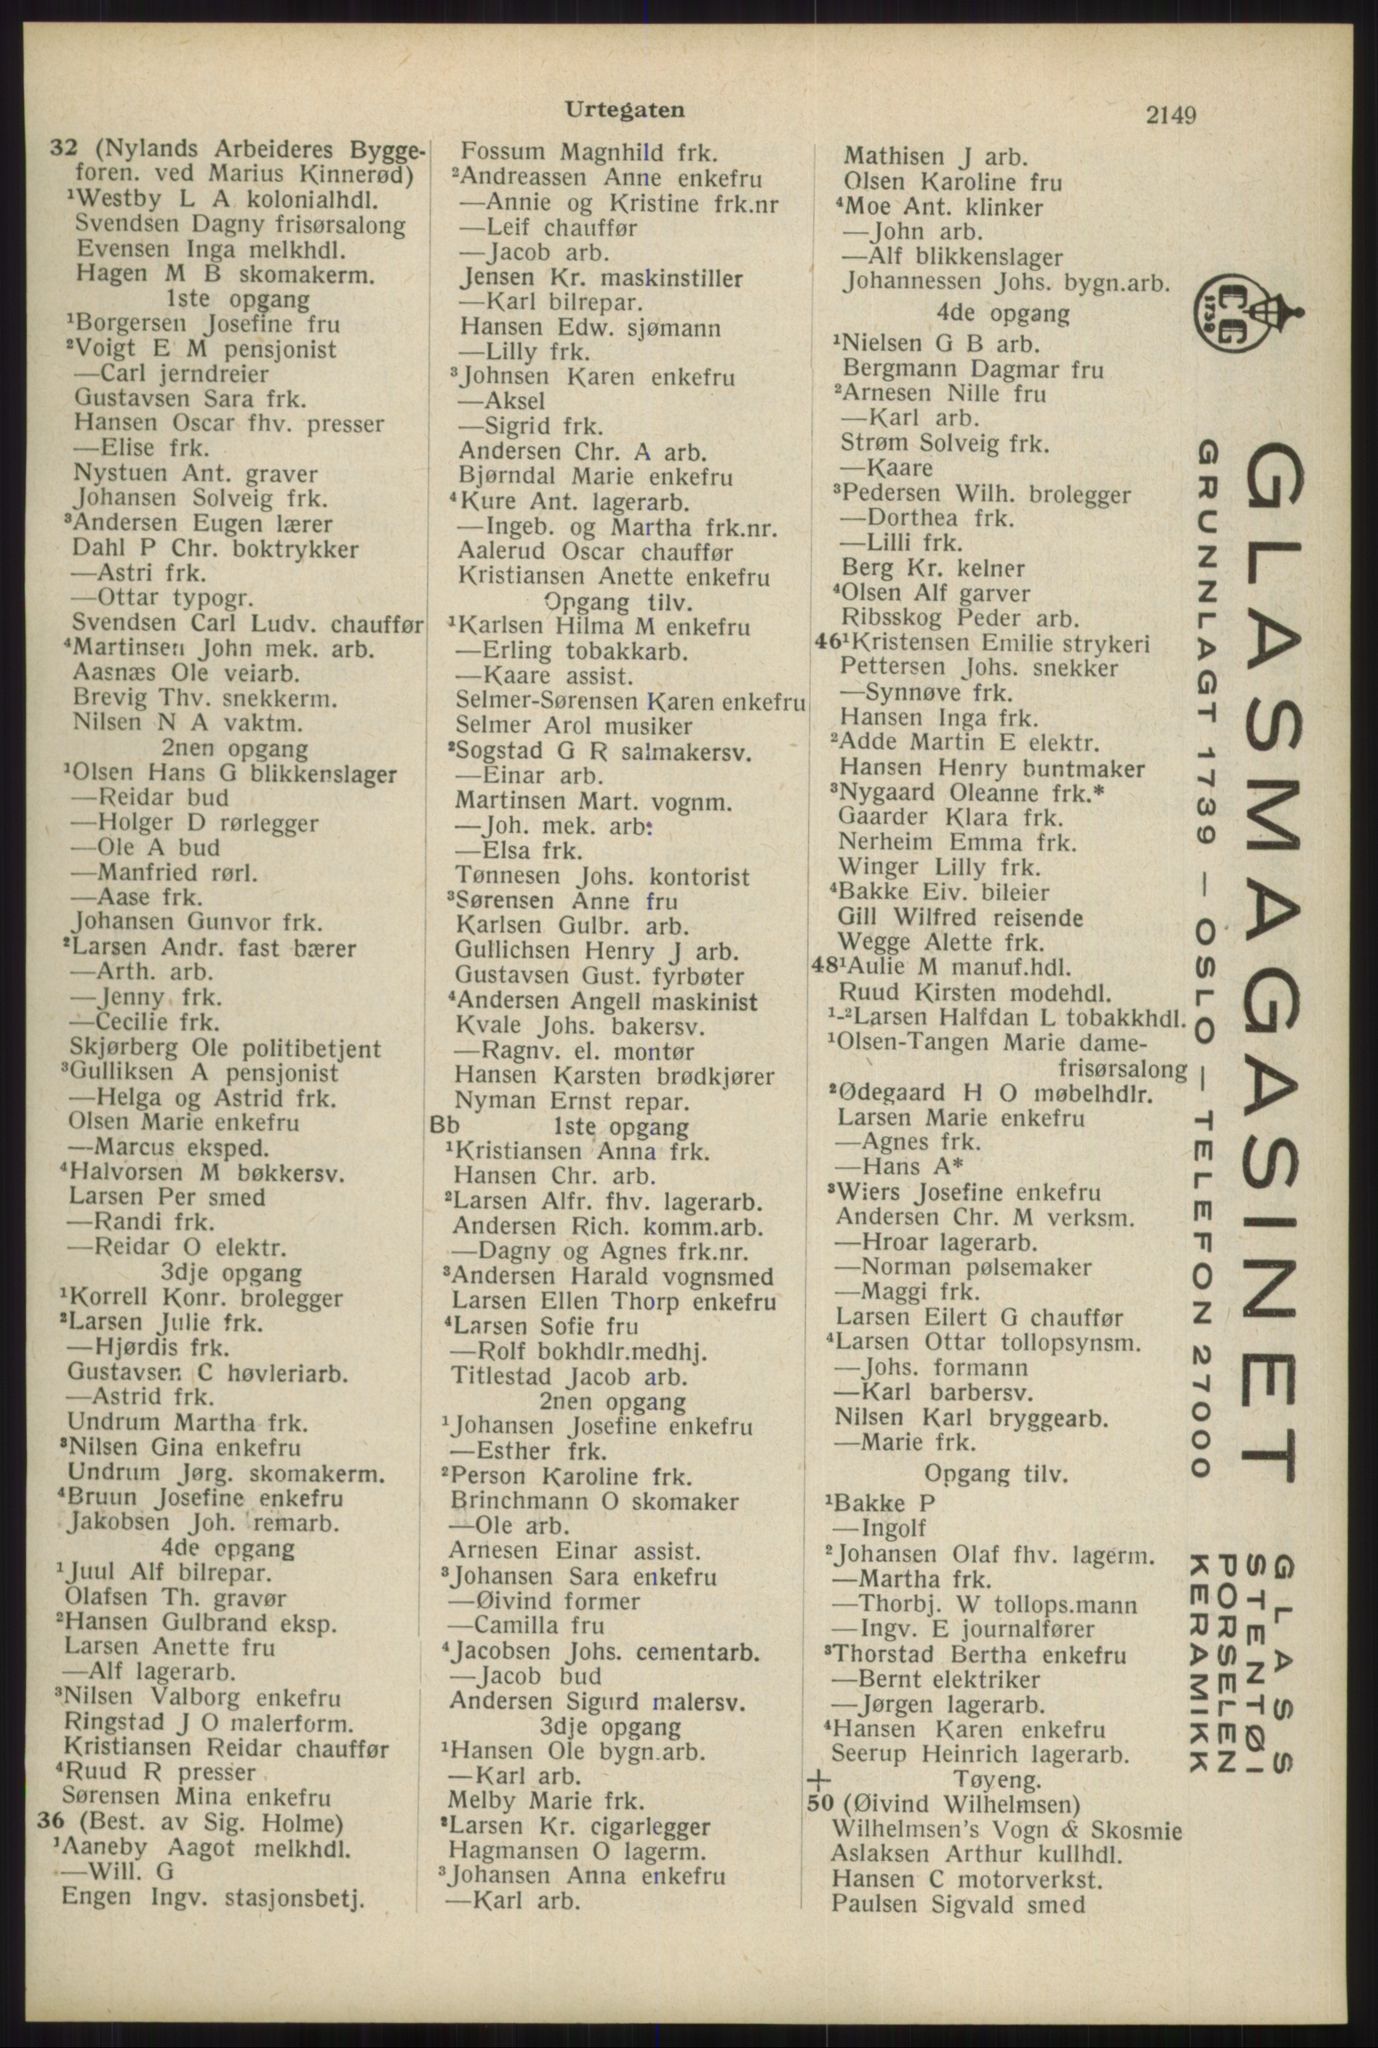 Urtegaten
2149
32 (Nylands Arbeideres Bygge-
foren. ved Marius Kinnerød)
¹Westby L A kolonialhdl.
Svendsen Dagny frisørsalong
Evensen Inga melkhdl.
Hagen M B skomakerm.
1ste opgang
¹Borgersen Josefine fru
²Voigt E M pensjonist
—Carl jerndreier
Gustavsen Sara frk.
Hansen Oscar fhv. presser
—Elise frk.
Nystuen Ant. graver
Johansen Solveig frk.
³Andersen Eugen lærer
Dahl P Chr. boktrykker
—Astri frk.
—Ottar typogr.
Svendsen Carl Ludv. chauffør
⁴Martinsen John mek. arb.
Aasnæs Ole veiarb.
Brevig Thv. snekkerm.
Nilsen N A vaktm.
2nen opgang
¹Olsen Hans G blikkenslager
—Reidar bud
—Holger D rørlegger
—Ole A bud
—Manfried rørl.
—Aase frk.
Johansen Gunvor frk.
²Larsen Andr. fast bærer
—Arth. arb.
—Jenny frk.
—Cecilie frk.
Skjørberg Ole politibetjent
³Gulliksen A pensjonist
—Helga og Astrid frk.
Olsen Marie enkefru
—Marcus eksped.
⁴Halvorsen M bøkkersv.
Larsen Per smed
—Randi frk.
—Reidar O elektr.
3dje opgang
¹Korrell Konr. brolegger
²Larsen Julie frk.
—Hjørdis frk.
Gustavsen C høvleriarb.
—Astrid frk.
Undrum Martha frk.
³Nilsen Gina enkefru
Undrum Jørg. skomakerm.
⁴Bruun Josefine enkefru
Jakobsen Joh. remarb.
4de opgang
¹Juul Alf bilrepar.
Olafsen Th. gravør
²Hansen Gulbrand eksp.
Larsen Anette fru
—Alf lagerarb.
³Nilsen Valborg enkefru
Ringstad J O malerform.
Kristiansen Reidar chauffør
⁴Ruud R presser
Sørensen Mina enkefru
36 (Best. av Sig. Holme)
¹Aaneby Aagot melkhdl.
—Will. G
Engen Ingv. stasjonsbetj.
Fossum Magnhild frk.
²Andreassen Anne enkefru
—Annie og Kristine frk.nr
—Leif chauffør
—Jacob arb.
Jensen Kr. maskinstiller
—Karl bilrepar.
Hansen Edw. sjømann
—Lilly frk.
³Johnsen Karen enkefru
—Aksel
—Sigrid frk.
Andersen Chr. A arb.
Bjørndal Marie enkefru
⁴Kure Ant. lagerarb.
—Ingeb. og Martha frk.nr.
Aalerud Oscar chauffør
Kristiansen Anette enkefru
Opgang tilv.
¹Karlsen Hilma M enkefru
—Erling tobakkarb.
—Kaare assist.
Selmer-Sørensen Karen enkefru
Selmer Arol musiker
²Sogstad G R salmakersv.
—Einar arb.
Martinsen Mart. vognm.
—Joh. mek. arb.
—Elsa frk.
Tønnesen Johs. kontorist
³Sørensen Anne fru
Karlsen Gulbr. arb.
Gullichsen Henry J arb.
Gustavsen Gust. fyrbøter
⁴Andersen Angell maskinist
Kvale Johs. bakersv.
—Ragnv. el. montør
Hansen Karsten brødkjører
Nyman Ernst repar.
Bb 1ste opgang
¹Kristiansen Anna frk.
Hansen Chr. arb.
²Larsen Alfr. fhv. lagerarb.
Andersen Rich. komm.arb.
—Dagny og Agnes frk.nr.
³Andersen Harald vognsmed
Larsen Ellen Thorp enkefru
⁴Larsen Sofie fru
—Rolf bokhdlr.medhj.
Titlestad Jacob arb.
2nen opgang
¹Johansen Josefine enkefru
—Esther frk.
²Person Karoline frk.
Brinchmann O skomaker
—Ole arb.
Arnesen Einar assist.
³Johansen Sara enkefru
—Øivind former
—Camilla fru
⁴Jacobsen Johs. cementarb.
—Jacob bud
Andersen Sigurd malersv.
3dje opgang
¹Hansen Ole bygn.arb.
—Karl arb.
Melby Marie frk.
²Larsen Kr. cigarlegger
Hagmansen O lagerm.
³Johansen Anna enkefru
—Karl arb.
Mathisen J arb.
Olsen Karoline fru
⁴Moe Ant. klinker
—John arb.
—Alf blikkenslager
Johannessen Johs. bygn.arb.
4de opgang
¹Nielsen G B arb.
Bergmann Dagmar fru
²Arnesen Nille fru
—Karl arb.
Strøm Solveig frk.
—Kaare
³Pedersen Wilh. brolegger
—Dorthea frk.
—Lilli frk.
Berg Kr. kelner
⁴Olsen Alf garver
Ribsskog Peder arb.
46¹Kristensen Emilie strykeri
Pettersen Johs. snekker
—Synnøve frk.
Hansen Inga frk.
²Adde Martin E elektr.
Hansen Henry buntmaker
³Nygaard Oleanne frk.*
Gaarder Klara frk.
Nerheim Emma frk.
Winger Lilly frk.
⁴Bakke Eiv. bileier
Gill Wilfred reisende
Wegge Alette frk.
48¹Aulie M manuf.hdl.
Ruud Kirsten modehdl.
¹-²Larsen Halfdan L tobakkhdl.
¹Olsen-Tangen Marie dame-
frisørsalong
²Ødegaard H O møbelhdlr.
Larsen Marie enkefru
—Agnes frk.
—Hans A*
³Wiers Josefine enkefru
Andersen Chr. M verksm.
—Hroar lagerarb.
—Norman pølsemaker
—Maggi frk.
Larsen Eilert G chauffør
⁴Larsen Ottar tollopsynsm.
—Johs. formann
—Karl barbersv.
Nilsen Karl bryggearb.
—Marie frk.
Opgang tilv.
¹Bakke P
—Ingolf
²Johansen Olaf fhv. lagerm.
—Martha frk.
—Thorbj. W tollops.mann
—Ingv. E journalfører
³Thorstad Bertha enkefru
—Bernt elektriker
—Jørgen lagerarb.
⁴Hansen Karen enkefru
Seerup Heinrich lagerarb.
+ Tøyeng.
50 (Øivind Wilhelmsen)
Wilhelmsen's Vogn & Skosmie
Aslaksen Arthur kullhdl.
Hansen C motorverkst.
Paulsen Sigvald smed
CG
1739
GLASMAGASINET
GRUNNLAGT 1739 — OSLO — TELEFON 27000
GLASS
STENTØI
PORSELEN
KERAMIKK